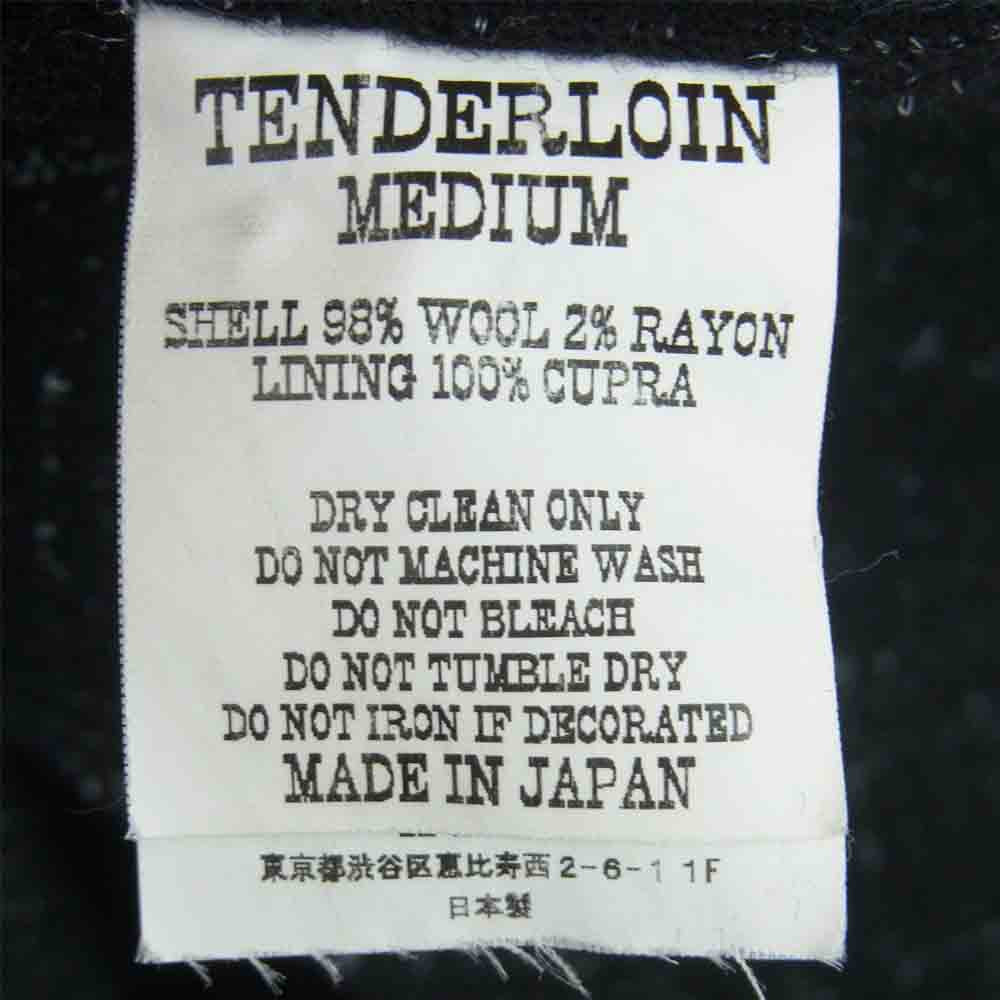 TENDERLOIN
MEDIUM
SHELL 98% WOOL 2% RAYON
LINING 100% CUPRA
DRY CLEAN ONLY
DO NOT MACHINE WASH
DO NOT BLEACH
DO NOT TUMBLE DRY
DO NOT IRON IF DECORATED
MADE IN JAPAN
東京都渋谷区恵比寿西2-6-1 1F
日本製